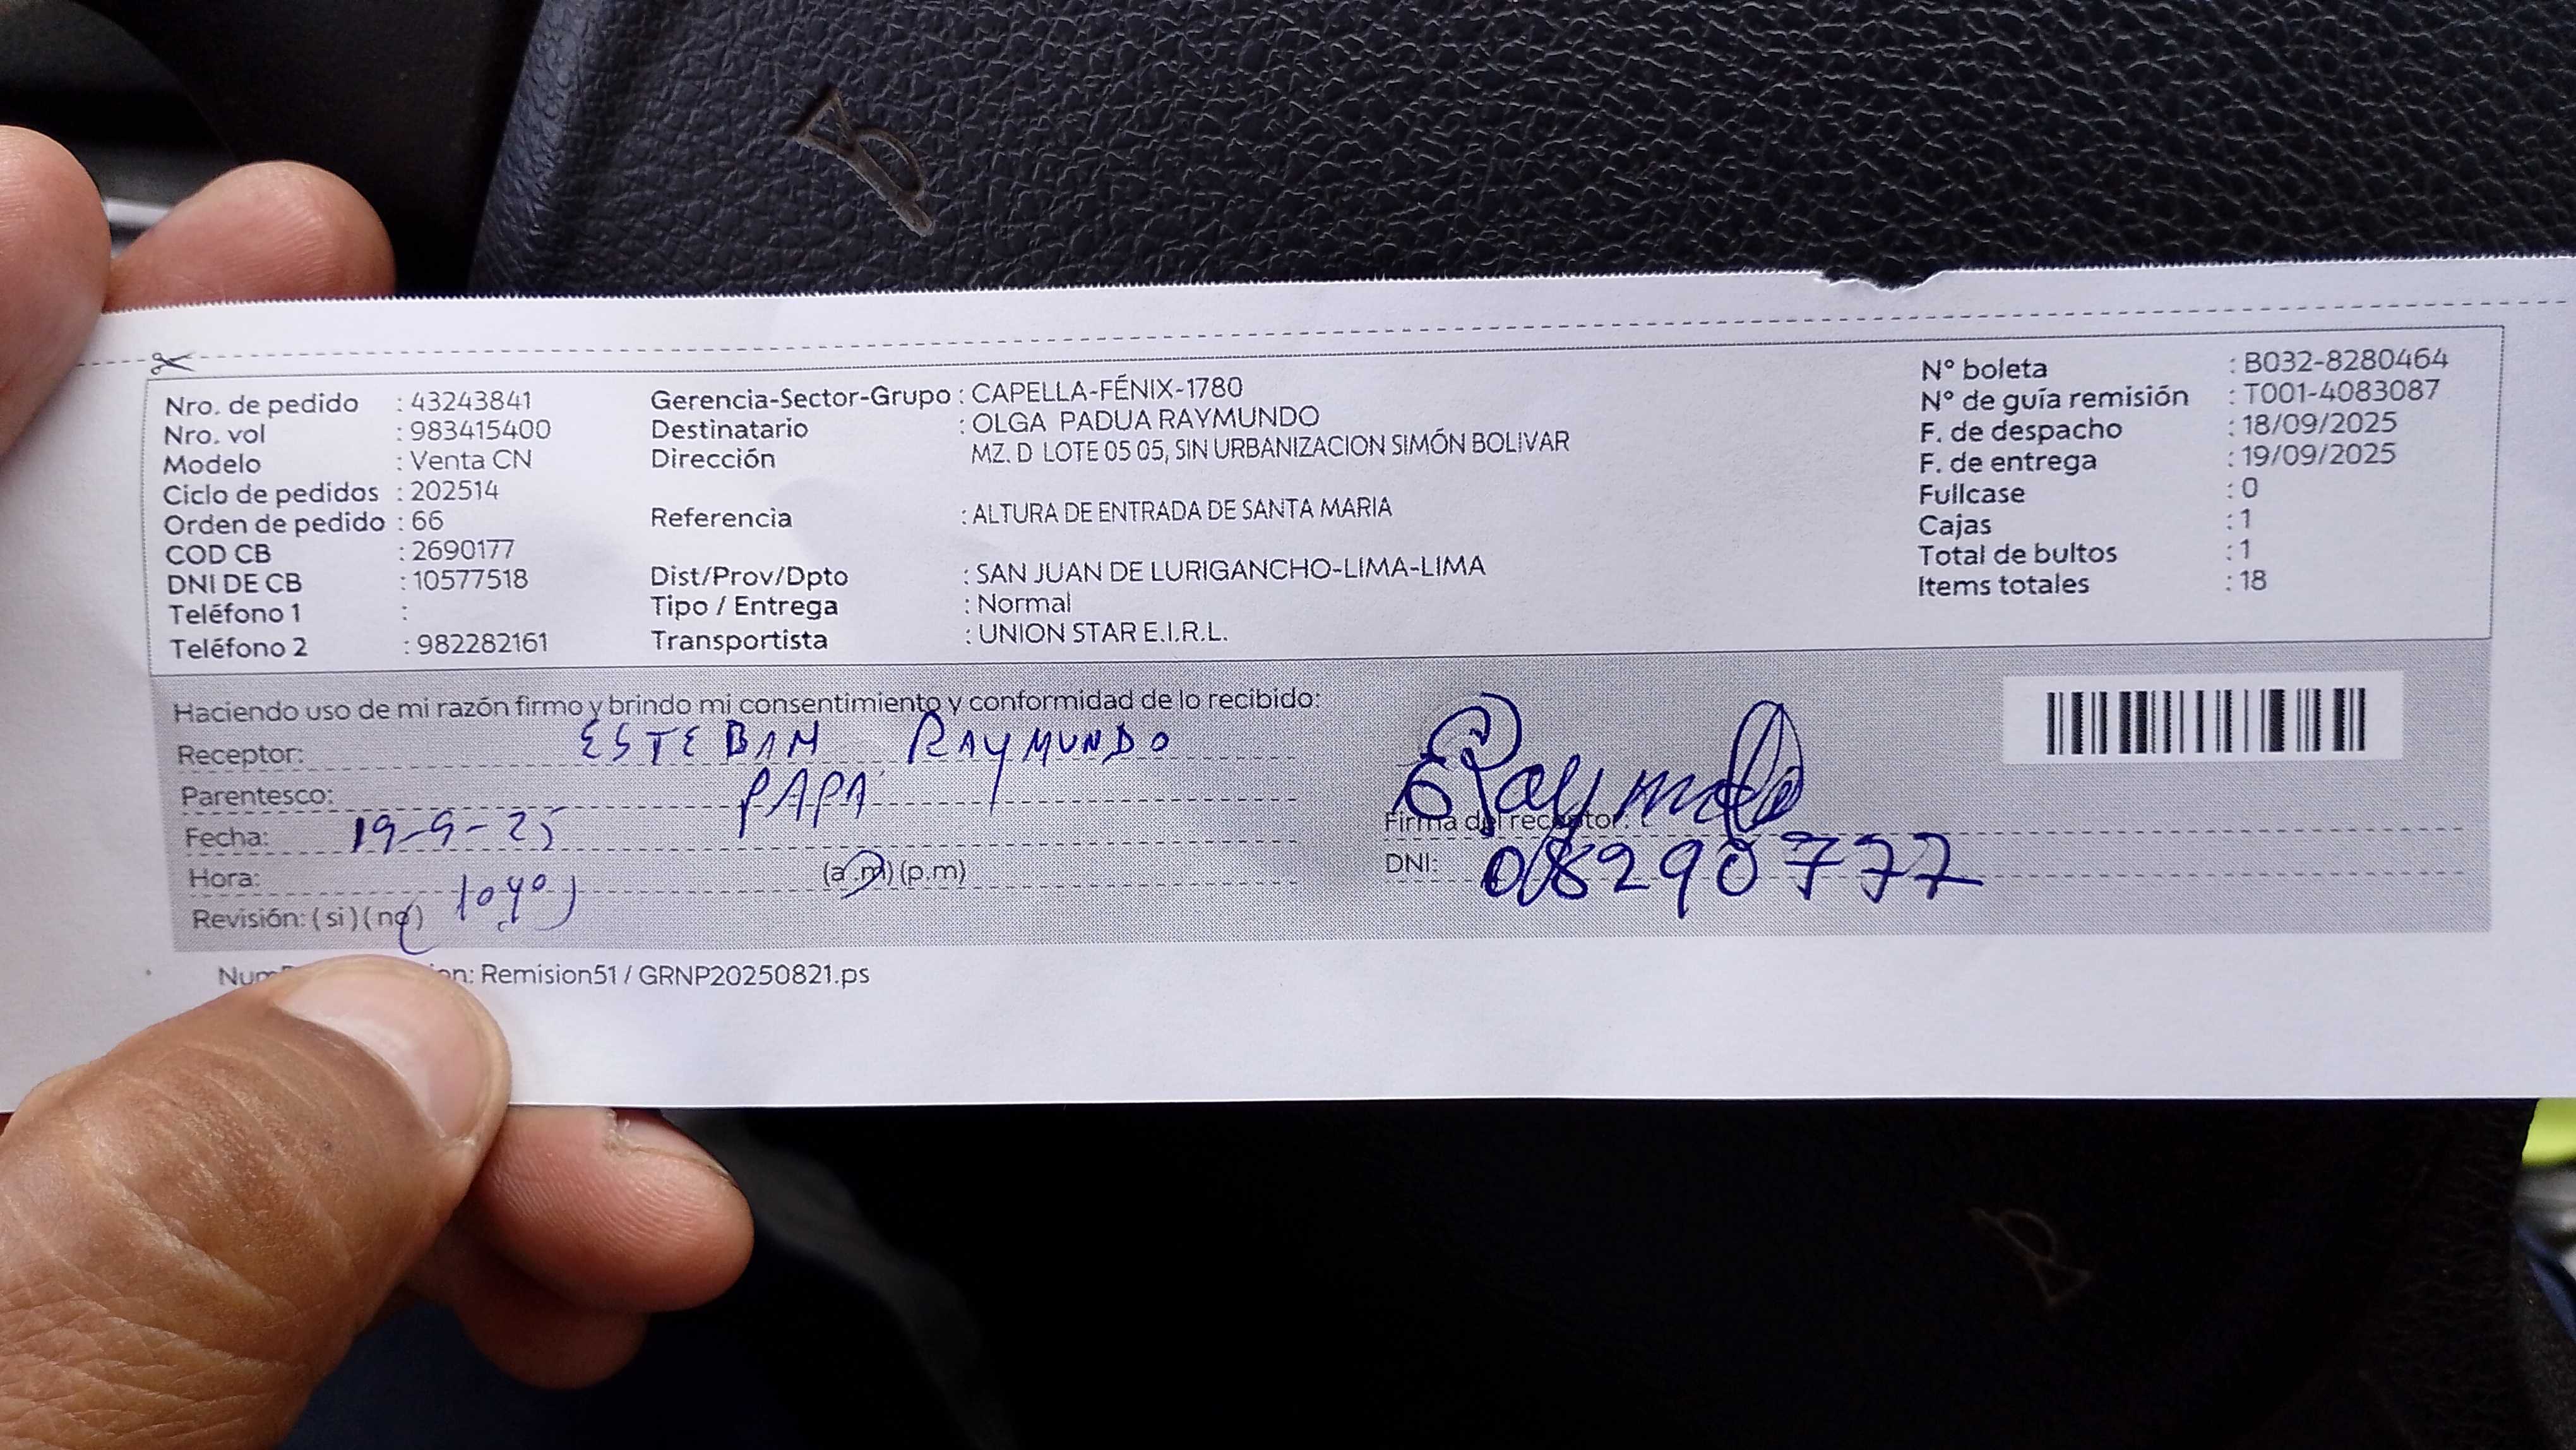 Nro. de pedido : 43243841
Nro. vol : 983415400
Modelo : Venta CN
Ciclo de pedidos : 202514
Orden de pedido : 66
COD CB : 2690177
DNI DE CB : 10577518
Teléfono 1 :
Teléfono 2 : 982282161
Gerencia-Sector-Grupo : CAPELLA-FÉNIX-1780
Destinatario : OLGA PADUA RAYMUNDO
Dirección MZ. D LOTE 05 05, SIN URBANIZACION SIMÓN BOLIVAR
Referencia : ALTURA DE ENTRADA DE SANTA MARIA
Dist/Prov/Dpto : SAN JUAN DE LURIGANCHO-LIMA-LIMA
Tipo / Entrega : Normal
Transportista : UNION STAR E.I.R.L.
N° boleta : B032-8280464
N° de guía remisión : T001-4083087
F. de despacho : 18/09/2025
F. de entrega : 19/09/2025
Fullcase : 0
Cajas : 1
Total de bultos : 1
Items totales : 18
Haciendo uso de mi razón firmo y brindo mi consentimiento y conformidad de lo recibido:
Receptor: ESTEBAN RAYMUNDO
Parentesco: PAPA
Fecha: 19-9-25
Hora: (a.m) (p.m)
Revisión: (si) (no)
Firma del receptor:
DNI: 08290777
: Remision51 / GRNP20250821.ps